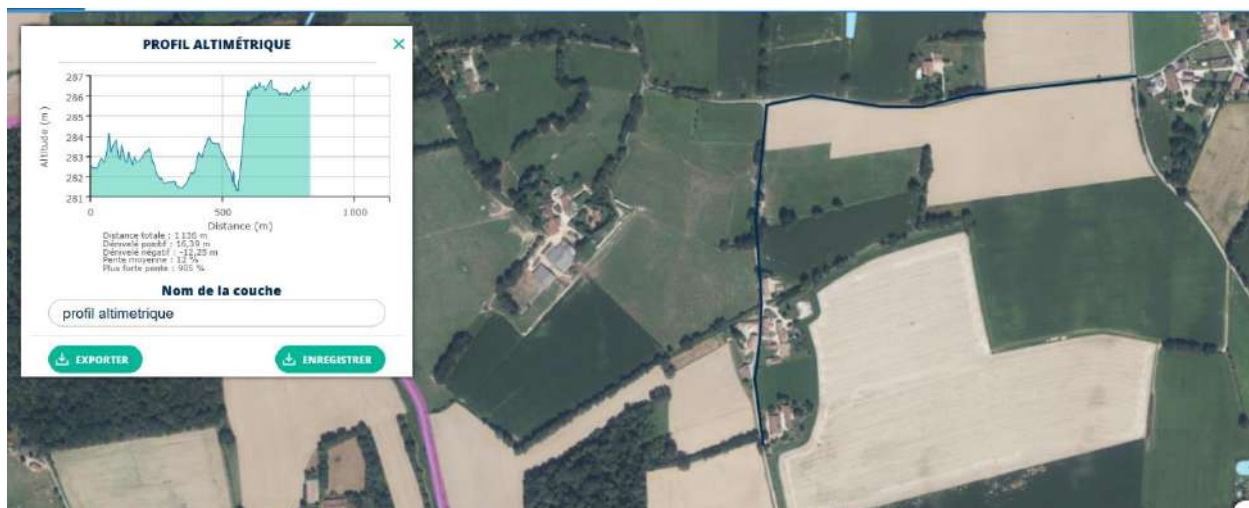 PROFIL ALTIMÉTRIQUE
287
286
285
284
283
282
281
Altitude (m)
0 500 1 000
Distance (m)
Distance totale : 1 136 m
Dénivelé positif : 16,39 m
Dénivelé négatif : -12,25 m
Pente moyenne : 12 %
Plus forte pente : 905 %
Nom de la couche
profil altimetrique
EXPORTER ENREGISTRER